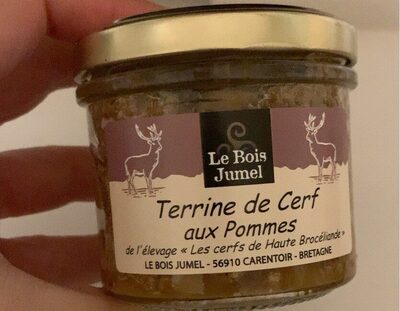 Le Bois
Jumel
Terrine de Cerf
aux Pommes
de l'élevage « Les cerfs de Haute Brocéliande »
LE BOIS JUMEL - 56910 CARENTOIR - BRETAGNE